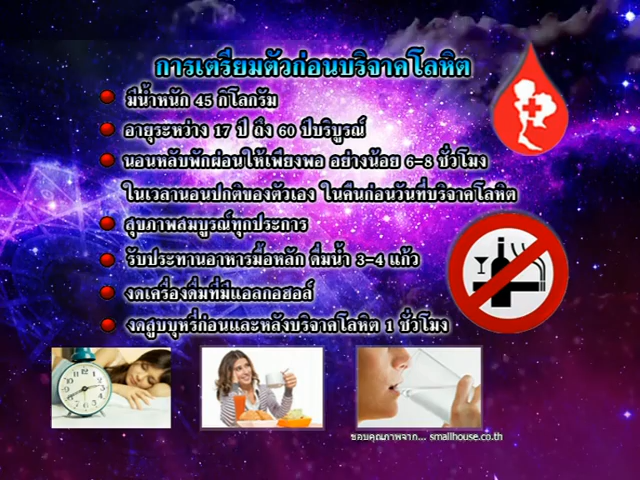 การเตรียมตัวก่อนบริจาคโลหิต
มีน้ำหนัก 45 กิโลกรัม
อายุระหว่าง 17 ปี ถึง 60 ปีบริบูรณ์
นอนหลับพักผ่อนให้เพียงพอ อย่างน้อย 6-8 ชั่วโมง
ในเวลานอนปกติของตัวเอง ในคืนก่อนวันที่บริจาคโลหิต
สุขภาพสมบูรณ์ทุกประการ
รับประทานอาหารมื้อหลัก ดื่มน้ำ 3-4 แก้ว
งดเครื่องดื่มที่มีแอลกอฮอล์
งดสูบบุหรี่ก่อนและหลังบริจาคโลหิต 1 ชั่วโมง
ขอบคุณภาพจาก... smallhouse.co.th